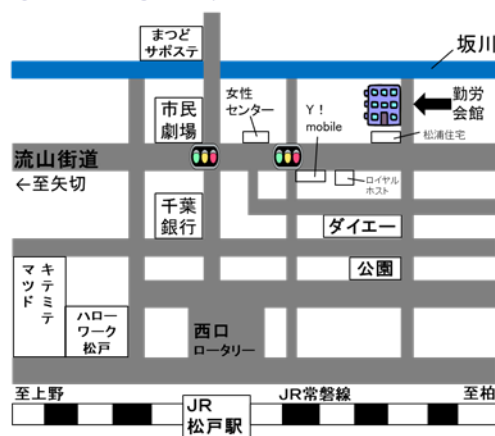 まつど
サポステ
坂川
市民
劇場
女性
センター
Y!
mobile
勤労
会館
松浦住宅
流山街道
←至矢切
ロイヤル
ホスト
千葉
銀行
ダイエー
公園
キテミテ
マツド
ハロー
ワーク
松戸
西口
ロータリー
至上野
JR常磐線
至柏
JR
松戸駅